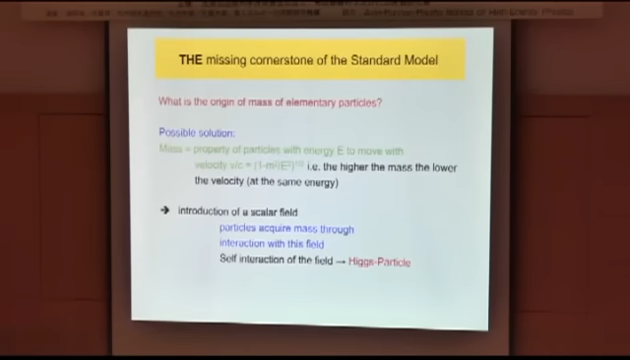 THE missing cornerstone of the Standard Model
What is the origin of mass of elementary particles?
Possible solution:
Mass = property of particles with energy E to move with
velocity v/c = (1-m²/E²)¹/² i.e. the higher the mass the lower
the velocity (at the same energy)
➔ introduction of a scalar field
particles acquire mass through
interaction with this field
Self interaction of the field → Higgs-Particle